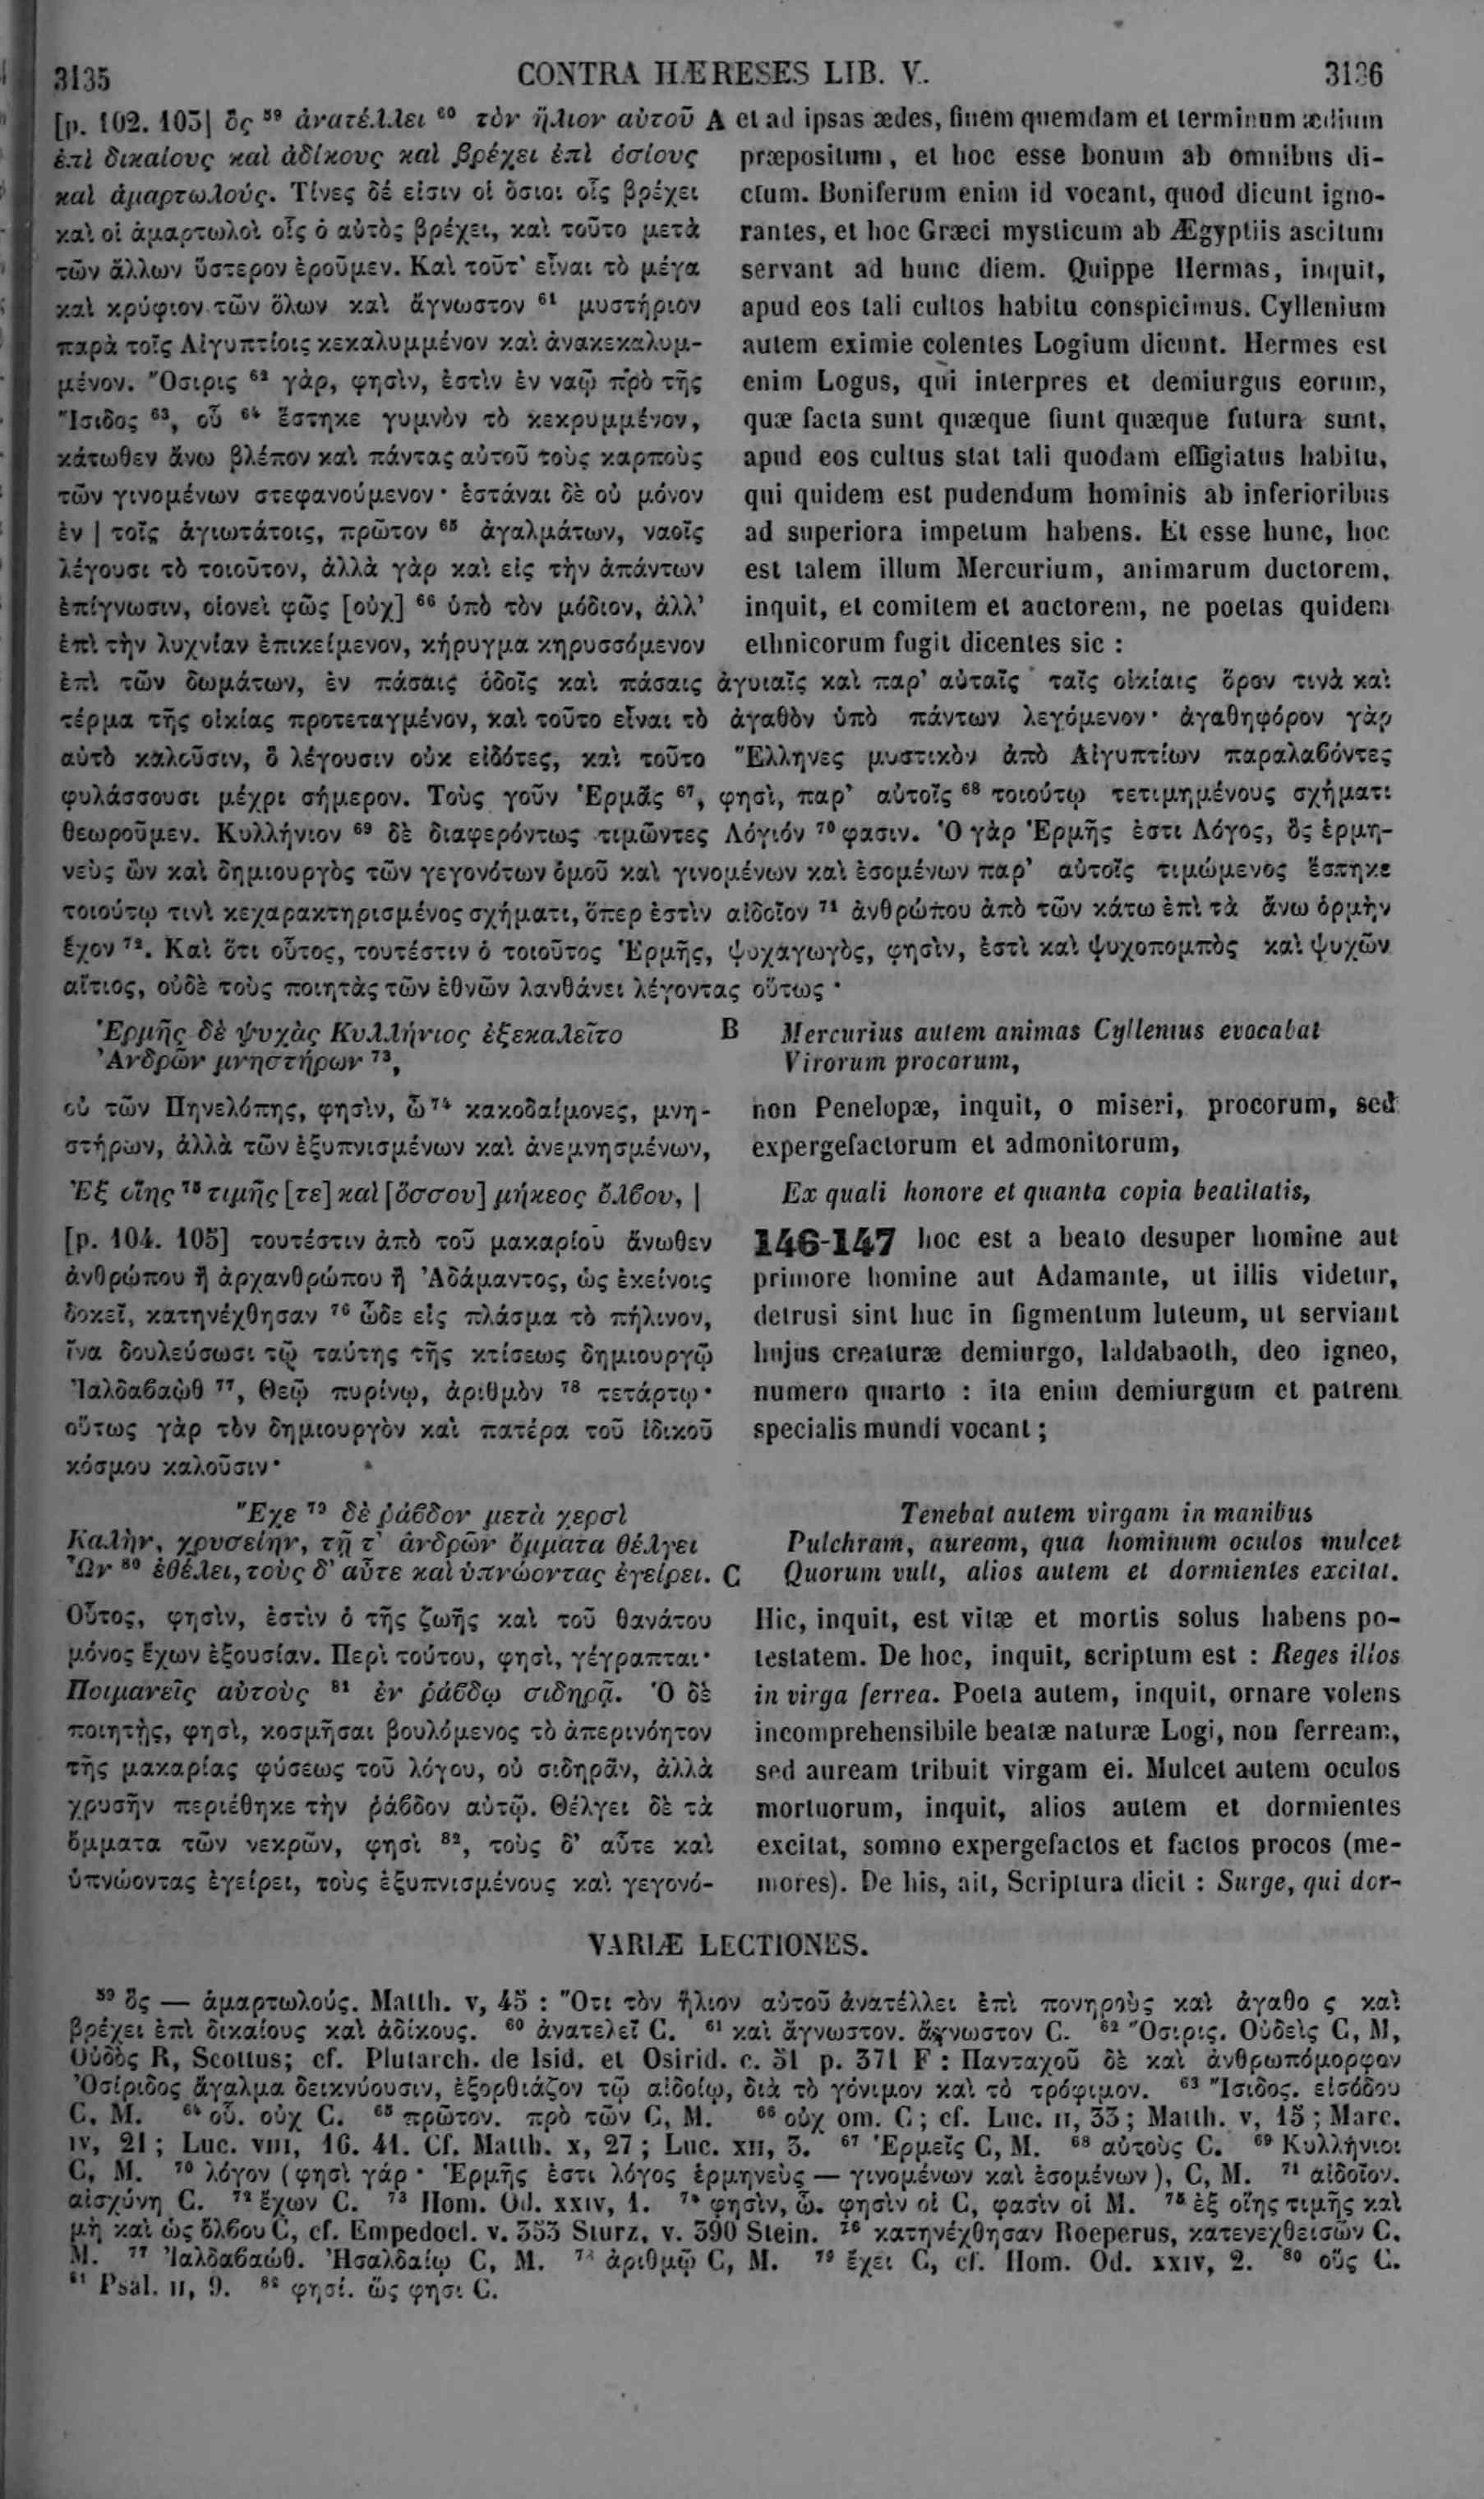 3135 CONTRA HÆRESES LIB. V. 3136
[p. 102. 103] ὃς ⁵⁹ ἀνατέλλει ⁶⁰ τὸν ἥλιον αὐτοῦ
ἐπὶ δικαίους καὶ ἀδίκους καὶ βρέχει ἐπὶ ὁσίους
καὶ ἁμαρτωλούς. Τίνες δέ εἰσιν οἱ ὅσιοι οἷς βρέχει
καὶ οἱ ἁμαρτωλοὶ οἷς ὁ αὐτὸς βρέχει, καὶ τοῦτο μετὰ
τῶν ἄλλων ὕστερον ἐροῦμεν. Καὶ τοῦτ' εἶναι τὸ μέγα
καὶ κρύφιον τῶν ὅλων καὶ ἄγνωστον ⁶¹ μυστήριον
παρὰ τοῖς Αἰγυπτίοις κεκαλυμμένον καὶ ἀνακεκαλυμ-
μένον. Ὄσιρις ⁶² γὰρ, φησὶν, ἐστὶν ἐν ναῷ πρὸ τῆς
Ἴσιδος ⁶³, οὗ ⁶⁴ ἕστηκε γυμνὸν τὸ κεκρυμμένον,
κάτωθεν ἄνω βλέπον καὶ πάντας αὐτοῦ τοὺς καρποὺς
τῶν γινομένων στεφανούμενον· ἑστάναι δὲ οὐ μόνον
ἐν | τοῖς ἁγιωτάτοις, πρῶτον ⁶⁵ ἀγαλμάτων, ναοῖς
λέγουσι τὸ τοιοῦτον, ἀλλὰ γὰρ καὶ εἰς τὴν ἁπάντων
ἐπίγνωσιν, οἱονεὶ φῶς [οὐχ] ⁶⁶ ὑπὸ τὸν μόδιον, ἀλλ'
ἐπὶ τὴν λυχνίαν ἐπικείμενον, κήρυγμα κηρυσσόμενον
A et ad ipsas ædes, finem quemdam et terminum ædium
præpositum, et hoc esse bonum ab omnibus di-
ctum. Boniferum enim id vocant, quod dicunt igno-
rantes, et hoc Græci mysticum ab Ægyptiis ascitum
servant ad hunc diem. Quippe Hermas, inquit,
apud eos tali cultos habitu conspicimus. Cyllenium
autem eximie colentes Logium dicunt. Hermes est
enim Logus, qui interpres et demiurgus eorum,
quæ facta sunt quæque fiunt quæque futura sunt,
apud eos cultus stat tali quodam effigiatus habitu,
qui quidem est pudendum hominis ab inferioribus
ad superiora impetum habens. Et esse hunc, hoc
est talem illum Mercurium, animarum ductorem,
inquit, et comitem et auctorem, ne poetas quidem
ethnicorum fugit dicentes sic :
ἐπὶ τῶν δωμάτων, ἐν πάσαις ὁδοῖς καὶ πάσαις ἀγυιαῖς καὶ παρ' αὐταῖς ταῖς οἰκίαις ὅρον τινὰ καὶ
τέρμα τῆς οἰκίας προτεταγμένον, καὶ τοῦτο εἶναι τὸ ἀγαθὸν ὑπὸ πάντων λεγόμενον· ἀγαθηφόρον γὰρ
αὐτὸ καλοῦσιν, ὃ λέγουσιν οὐκ εἰδότες, καὶ τοῦτο Ἕλληνες μυστικὸν ἀπὸ Αἰγυπτίων παραλαβόντες
φυλάσσουσι μέχρι σήμερον. Τοὺς γοῦν Ἑρμᾶς ⁶⁷, φησὶ, παρ' αὐτοῖς ⁶⁸ τοιούτῳ τετιμημένους σχήματι
θεωροῦμεν. Κυλλήνιον ⁶⁹ δὲ διαφερόντως τιμῶντες Λόγιόν ⁷⁰ φασιν. Ὁ γὰρ Ἑρμῆς ἐστι Λόγος, ὃς ἑρμη-
νεὺς ὢν καὶ δημιουργὸς τῶν γεγονότων ὁμοῦ καὶ γινομένων καὶ ἐσομένων παρ' αὐτοῖς τιμώμενος ἕστηκε
τοιούτῳ τινὶ κεχαρακτηρισμένος σχήματι, ὅπερ ἐστὶν αἰδοῖον ⁷¹ ἀνθρώπου ἀπὸ τῶν κάτω ἐπὶ τὰ ἄνω ὁρμὴν
ἔχον ⁷². Καὶ ὅτι οὗτος, τουτέστιν ὁ τοιοῦτος Ἑρμῆς, ψυχαγωγὸς, φησὶν, ἐστὶ καὶ ψυχοπομπὸς καὶ ψυχῶν
αἴτιος, οὐδὲ τοὺς ποιητὰς τῶν ἐθνῶν λανθάνει λέγοντας οὕτως ·
Ἑρμῆς δὲ ψυχὰς Κυλλήνιος ἐξεκαλεῖτο
Ἀνδρῶν μνηστήρων ⁷³,
οὐ τῶν Πηνελόπης, φησὶν, ὦ ⁷⁴ κακοδαίμονες, μνη-
στήρων, ἀλλὰ τῶν ἐξυπνισμένων καὶ ἀνεμνησμένων,
Ἐξ οἵης ⁷⁵ τιμῆς [τε] καὶ [ὅσσου] μήκεος ὄλβου, |
[p. 104. 105] τουτέστιν ἀπὸ τοῦ μακαρίου ἄνωθεν
ἀνθρώπου ἢ ἀρχανθρώπου ἢ Ἀδάμαντος, ὡς ἐκείνοις
δοκεῖ, κατηνέχθησαν ⁷⁶ ὧδε εἰς πλάσμα τὸ πήλινον,
ἵνα δουλεύσωσι τῷ ταύτης τῆς κτίσεως δημιουργῷ
Ἰαλδαβαὼθ ⁷⁷, Θεῷ πυρίνῳ, ἀριθμὸν ⁷⁸ τετάρτῳ·
οὕτως γὰρ τὸν δημιουργὸν καὶ πατέρα τοῦ ἰδικοῦ
κόσμου καλοῦσιν·
Ἔχε ⁷⁹ δὲ ῥάβδον μετὰ χερσὶ
Καλὴν, χρυσείην, τῇ τ' ἀνδρῶν ὄμματα θέλγει
Ὧν ⁸⁰ ἐθέλει, τοὺς δ' αὖτε καὶ ὑπνώοντας ἐγείρει.
Οὗτος, φησὶν, ἐστὶν ὁ τῆς ζωῆς καὶ τοῦ θανάτου
μόνος ἔχων ἐξουσίαν. Περὶ τούτου, φησὶ, γέγραπται·
Ποιμανεῖς αὐτοὺς ⁸¹ ἐν ῥάβδῳ σιδηρᾷ. Ὁ δὲ
ποιητὴς, φησὶ, κοσμῆσαι βουλόμενος τὸ ἀπερινόητον
τῆς μακαρίας φύσεως τοῦ λόγου, οὐ σιδηρᾶν, ἀλλὰ
χρυσῆν περιέθηκε τὴν ῥάβδον αὐτῷ. Θέλγει δὲ τὰ
ὄμματα τῶν νεκρῶν, φησὶ ⁸², τοὺς δ' αὖτε καὶ
ὑπνώοντας ἐγείρει, τοὺς ἐξυπνισμένους καὶ γεγονό-
B Mercurius autem animas Cyllenius evocabat
Virorum procorum,
non Penelopæ, inquit, o miseri, procorum, sed
expergefactorum et admonitorum,
Ex quali honore et quanta copia beatitatis,
146-147 hoc est a beato desuper homine aut
primore homine aut Adamante, ut illis videtur,
detrusi sint huc in figmentum luteum, ut serviant
hujus creaturæ demiurgo, Ialdabaoth, deo igneo,
numero quarto : ita enim demiurgum et patrem
specialis mundi vocant ;
Tenebat autem virgam in manibus
Pulchram, auream, qua hominum oculos mulcet
C Quorum vult, alios autem et dormientes excitat.
Hic, inquit, est vitæ et mortis solus habens po-
testatem. De hoc, inquit, scriptum est : Reges illos
in virga ferrea. Poeta autem, inquit, ornare volens
incomprehensibile beatæ naturæ Logi, non ferream,
sed auream tribuit virgam ei. Mulcet autem oculos
mortuorum, inquit, alios autem et dormientes
excitat, somno expergefactos et factos procos (me-
mores). De his, ait, Scriptura dicit : Surge, qui dor-
VARIÆ LECTIONES.
⁵⁹ ὃς — ἁμαρτωλούς. Matth. v, 45 : Ὅτι τὸν ἥλιον αὐτοῦ ἀνατέλλει ἐπὶ πονηροὺς καὶ ἀγαθο ς καὶ
βρέχει ἐπὶ δικαίους καὶ ἀδίκους. ⁶⁰ ἀνατελεῖ C. ⁶¹ καὶ ἄγνωστον. ἄγνωστον C. ⁶² Ὄσιρις. Οὐδεὶς C, M,
Οὐδὸς R, Scottus; cf. Plutarch. de Isid. et Osirid. c. 51 p. 371 F : Πανταχοῦ δὲ καὶ ἀνθρωπόμορφον
Ὀσίριδος ἄγαλμα δεικνύουσιν, ἐξορθιάζον τῷ αἰδοίῳ, διὰ τὸ γόνιμον καὶ τὸ τρόφιμον. ⁶³ Ἴσιδος. εἰσόδου
C, M. ⁶⁴ οὗ. οὐχ C. ⁶⁵ πρῶτον. πρὸ τῶν C, M. ⁶⁶ οὐχ om. C; cf. Luc. ii, 33; Matth. v, 15; Marc.
iv, 21; Luc. viii, 16. 41. Cf. Matth. x, 27; Luc. xii, 3. ⁶⁷ Ἑρμεῖς C, M. ⁶⁸ αὐτοὺς C. ⁶⁹ Κυλλήνιοι
C, M. ⁷⁰ λόγον (φησὶ γάρ· Ἑρμῆς ἐστι λόγος ἑρμηνεὺς — γινομένων καὶ ἐσομένων), C, M. ⁷¹ αἰδοῖον.
αἰσχύνη C. ⁷² ἔχων C. ⁷³ Hom. Od. xxiv, 1. ⁷⁴ φησὶν, ὦ. φησὶν οἱ C, φασὶν οἱ M. ⁷⁵ ἐξ οἵης τιμῆς καὶ
μὴ καὶ ὡς ὄλβου C, cf. Empedocl. v. 353 Sturz, v. 390 Stein. ⁷⁶ κατηνέχθησαν Roeperus, κατενεχθεισῶν C.
M. ⁷⁷ Ἰαλδαβαώθ. Ἠσαλδαίῳ C, M. ⁷⁸ ἀριθμῷ C, M. ⁷⁹ ἔχει C, cf. Hom. Od. xxiv, 2. ⁸⁰ οὓς C.
⁸¹ Psal. ii, 9. ⁸² φησί. ὥς φησι C.